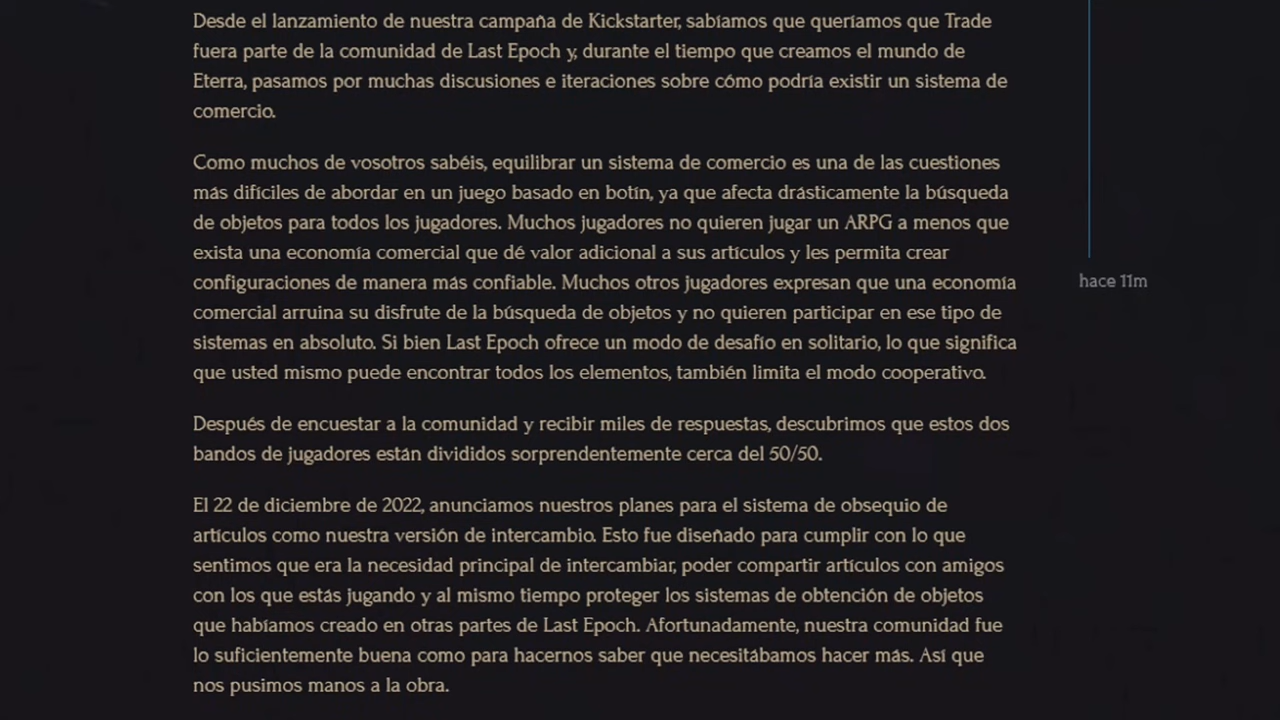 Desde el lanzamiento de nuestra campaña de Kickstarter, sabíamos que queríamos que Trade
fuera parte de la comunidad de Last Epoch y, durante el tiempo que creamos el mundo de
Eterra, pasamos por muchas discusiones e iteraciones sobre cómo podría existir un sistema de
comercio.
Como muchos de vosotros sabéis, equilibrar un sistema de comercio es una de las cuestiones
más difíciles de abordar en un juego basado en botín, ya que afecta drásticamente la búsqueda
de objetos para todos los jugadores. Muchos jugadores no quieren jugar un ARPG a menos que
exista una economía comercial que dé valor adicional a sus artículos y les permita crear
configuraciones de manera más confiable. Muchos otros jugadores expresan que una economía
comercial arruina su disfrute de la búsqueda de objetos y no quieren participar en ese tipo de
sistemas en absoluto. Si bien Last Epoch ofrece un modo de desafío en solitario, lo que significa
que usted mismo puede encontrar todos los elementos, también limita el modo cooperativo.
Después de encuestar a la comunidad y recibir miles de respuestas, descubrimos que estos dos
bandos de jugadores están divididos sorprendentemente cerca del 50/50.
El 22 de diciembre de 2022, anunciamos nuestros planes para el sistema de obsequio de
artículos como nuestra versión de intercambio. Esto fue diseñado para cumplir con lo que
sentimos que era la necesidad principal de intercambiar, poder compartir artículos con amigos
con los que estás jugando y al mismo tiempo proteger los sistemas de obtención de objetos
que habíamos creado en otras partes de Last Epoch. Afortunadamente, nuestra comunidad fue
lo suficientemente buena como para hacernos saber que necesitábamos hacer más. Así que
nos pusimos manos a la obra.
hace 11m